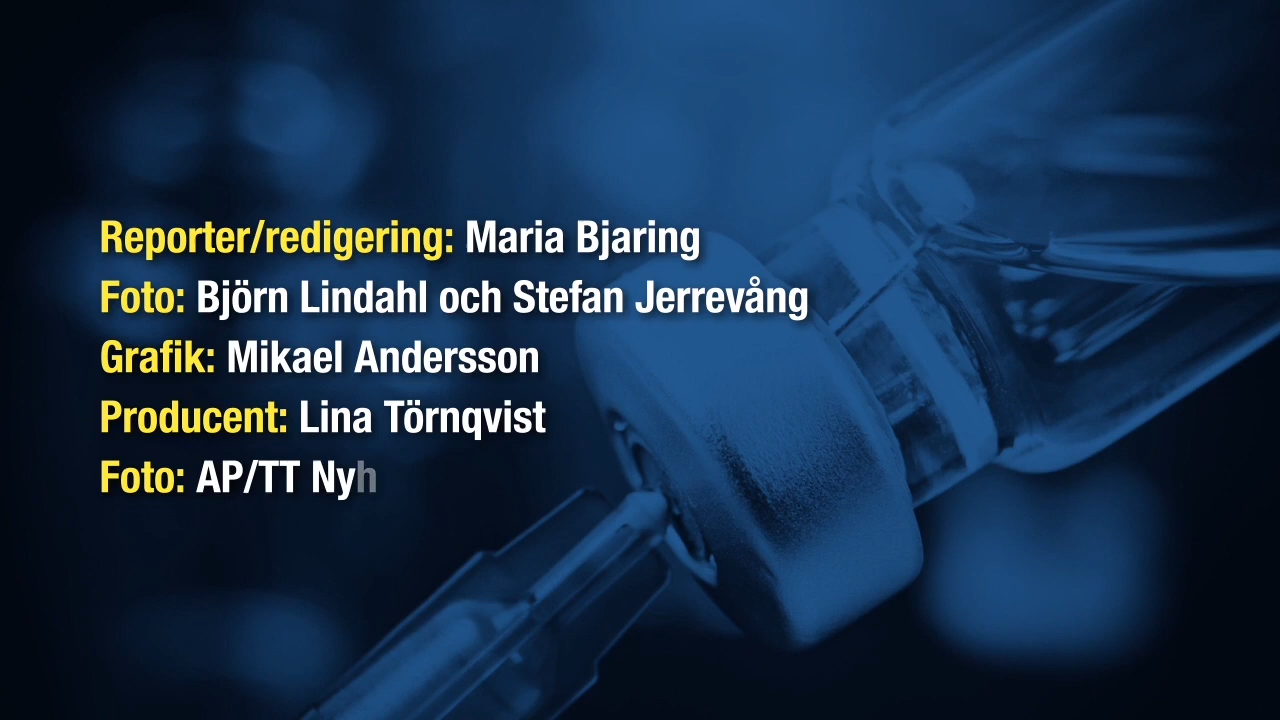 Reporter/redigering: Maria Bjaring
Foto: Björn Lindahl och Stefan Jerrevång
Grafik: Mikael Andersson
Producent: Lina Törnqvist
Foto: AP/TT Nyh